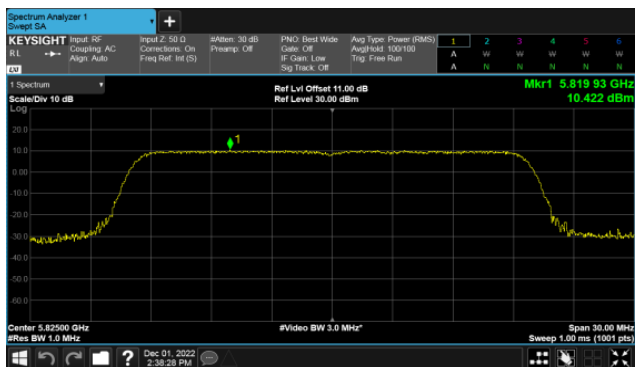 Spectrum Analyzer 1
Swept SA
+
KEYSIGHT Input: RF Input Z: 50 Ω #Atten: 30 dB PNO: Best Wide Avg Type: Power (RMS) 1 2 3 4 5 6
RL Coupling: AC Corrections: On Preamp: Off Gate: Off Avg|Hold: 100/100 A W W W W W
Align: Auto Freq Ref: Int (S) IF Gain: Low Trig: Free Run
LXI Sig Track: Off A N N N N N
1 Spectrum Ref Lvl Offset 11.00 dB Mkr1 5.819 93 GHz
Scale/Div 10 dB Ref Level 30.00 dBm 10.422 dBm
Log
20.0
1
10.0
0.00
-10.0
-20.0
-30.0
-40.0
-50.0
-60.0
Center 5.82500 GHz #Video BW 3.0 MHz* Span 30.00 MHz
#Res BW 1.0 MHz Sweep 1.00 ms (1001 pts)
? Dec 01, 2022
2:38:28 PM